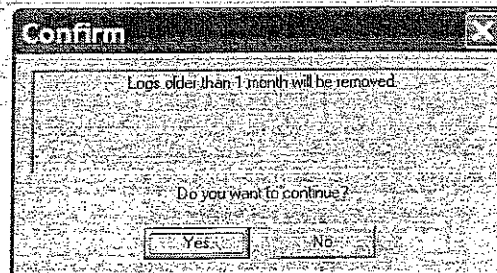 Confirm
Logs older than 1 month will be removed
Do you want to continue?
Yes
No